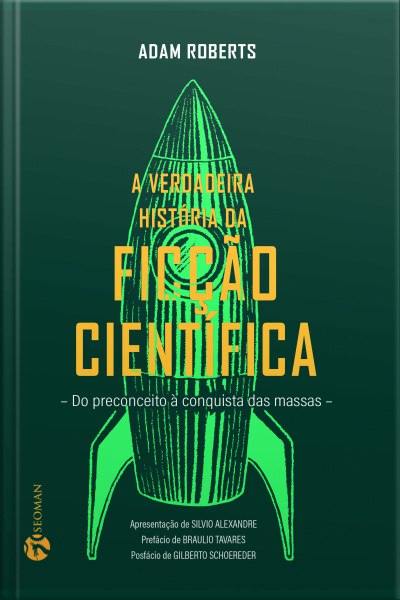 ADAM ROBERTS
A VERDADEIRA
HISTÓRIA DA
FICÇÃO
CIENTÍFICA
– Do preconceito à conquista das massas –
Apresentação de SILVIO ALEXANDRE
Prefácio de BRAULIO TAVARES
Posfácio de GILBERTO SCHOEREDER
SEOMAN